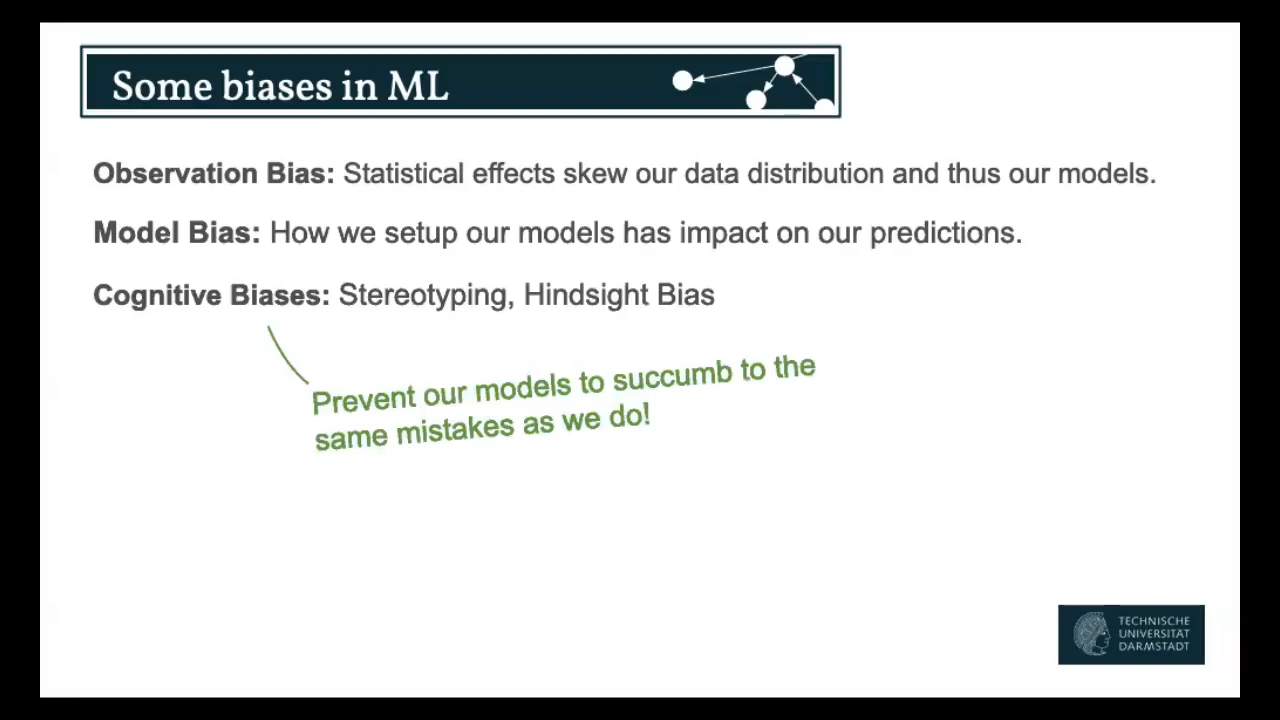 Some biases in ML
Observation Bias: Statistical effects skew our data distribution and thus our models.
Model Bias: How we setup our models has impact on our predictions.
Cognitive Biases: Stereotyping, Hindsight Bias
Prevent our models to succumb to the
same mistakes as we do!
TECHNISCHE
UNIVERSITÄT
DARMSTADT